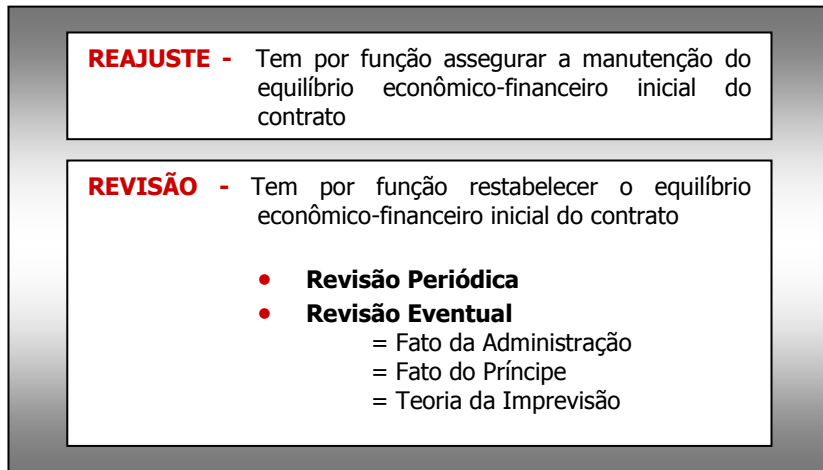 REAJUSTE - Tem por função assegurar a manutenção do
equilíbrio econômico-financeiro inicial do
contrato
REVISÃO - Tem por função restabelecer o equilíbrio
econômico-financeiro inicial do contrato
• Revisão Periódica
• Revisão Eventual
= Fato da Administração
= Fato do Príncipe
= Teoria da Imprevisão